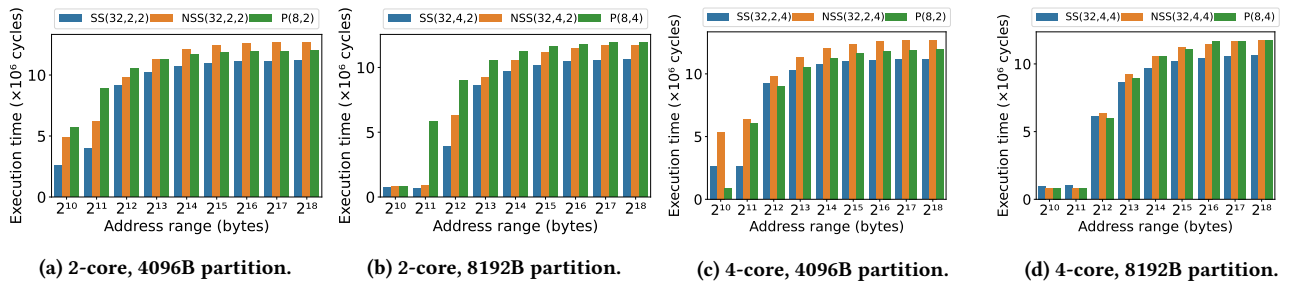 SS(32,2,2) NSS(32,2,2) P(8,2)
Execution time (×10⁶ cycles)
10
5
0
2¹⁰ 2¹¹ 2¹² 2¹³ 2¹⁴ 2¹⁵ 2¹⁶ 2¹⁷ 2¹⁸
Address range (bytes)
(a) 2-core, 4096B partition.
SS(32,4,2) NSS(32,4,2) P(8,2)
Execution time (×10⁶ cycles)
10
5
0
2¹⁰ 2¹¹ 2¹² 2¹³ 2¹⁴ 2¹⁵ 2¹⁶ 2¹⁷ 2¹⁸
Address range (bytes)
(b) 2-core, 8192B partition.
SS(32,2,4) NSS(32,2,4) P(8,2)
Execution time (×10⁶ cycles)
10
5
0
2¹⁰ 2¹¹ 2¹² 2¹³ 2¹⁴ 2¹⁵ 2¹⁶ 2¹⁷ 2¹⁸
Address range (bytes)
(c) 4-core, 4096B partition.
SS(32,4,4) NSS(32,4,4) P(8,4)
Execution time (×10⁶ cycles)
10
5
0
2¹⁰ 2¹¹ 2¹² 2¹³ 2¹⁴ 2¹⁵ 2¹⁶ 2¹⁷ 2¹⁸
Address range (bytes)
(d) 4-core, 8192B partition.